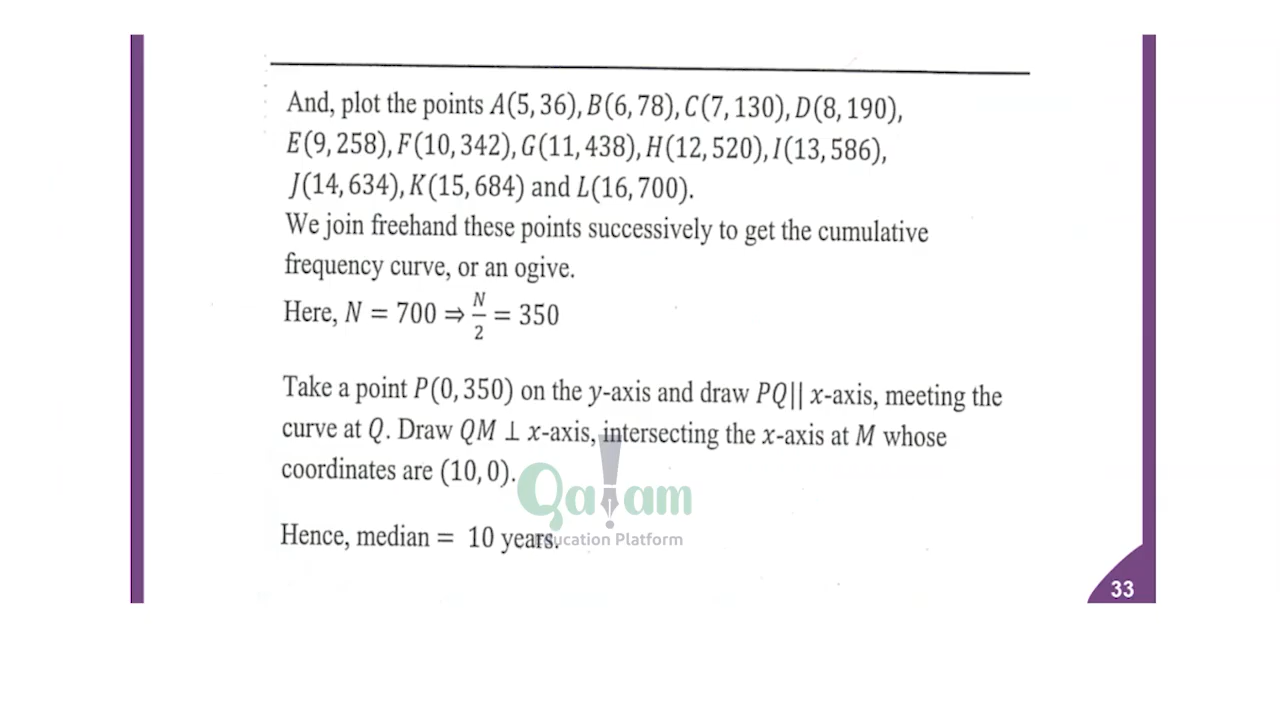 And, plot the points A(5, 36), B(6, 78), C(7, 130), D(8, 190),
E(9, 258), F(10, 342), G(11, 438), H(12, 520), I(13, 586),
J(14, 634), K(15, 684) and L(16, 700).
We join freehand these points successively to get the cumulative
frequency curve, or an ogive.
Here, N = 700 ⇒ N/2 = 350
Take a point P(0, 350) on the y-axis and draw PQ|| x-axis, meeting the
curve at Q. Draw QM ⊥ x-axis, intersecting the x-axis at M whose
coordinates are (10, 0).
Qalam
Hence, median = 10 years.
Education Platform
33